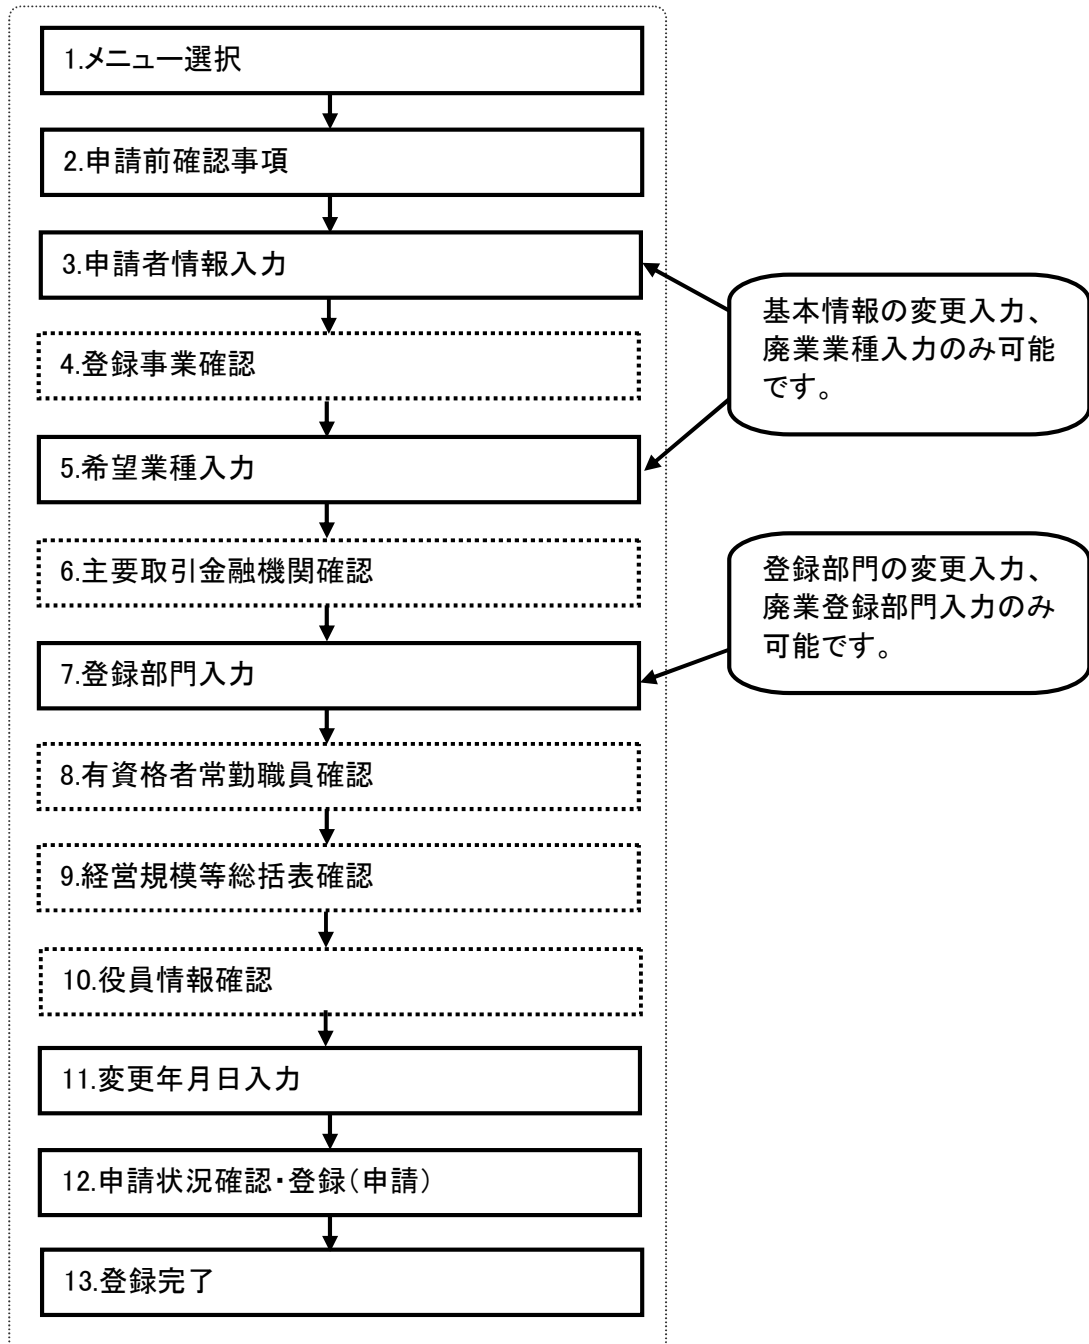 1.メニュー選択
2.申請前確認事項
3.申請者情報入力
4.登録事業確認
5.希望業種入力
6.主要取引金融機関確認
7.登録部門入力
8.有資格者常勤職員確認
9.経営規模等総括表確認
10.役員情報確認
11.変更年月日入力
12.申請状況確認・登録(申請)
13.登録完了
基本情報の変更入力、
廃業業種入力のみ可能
です。
登録部門の変更入力、
廃業登録部門入力のみ
可能です。